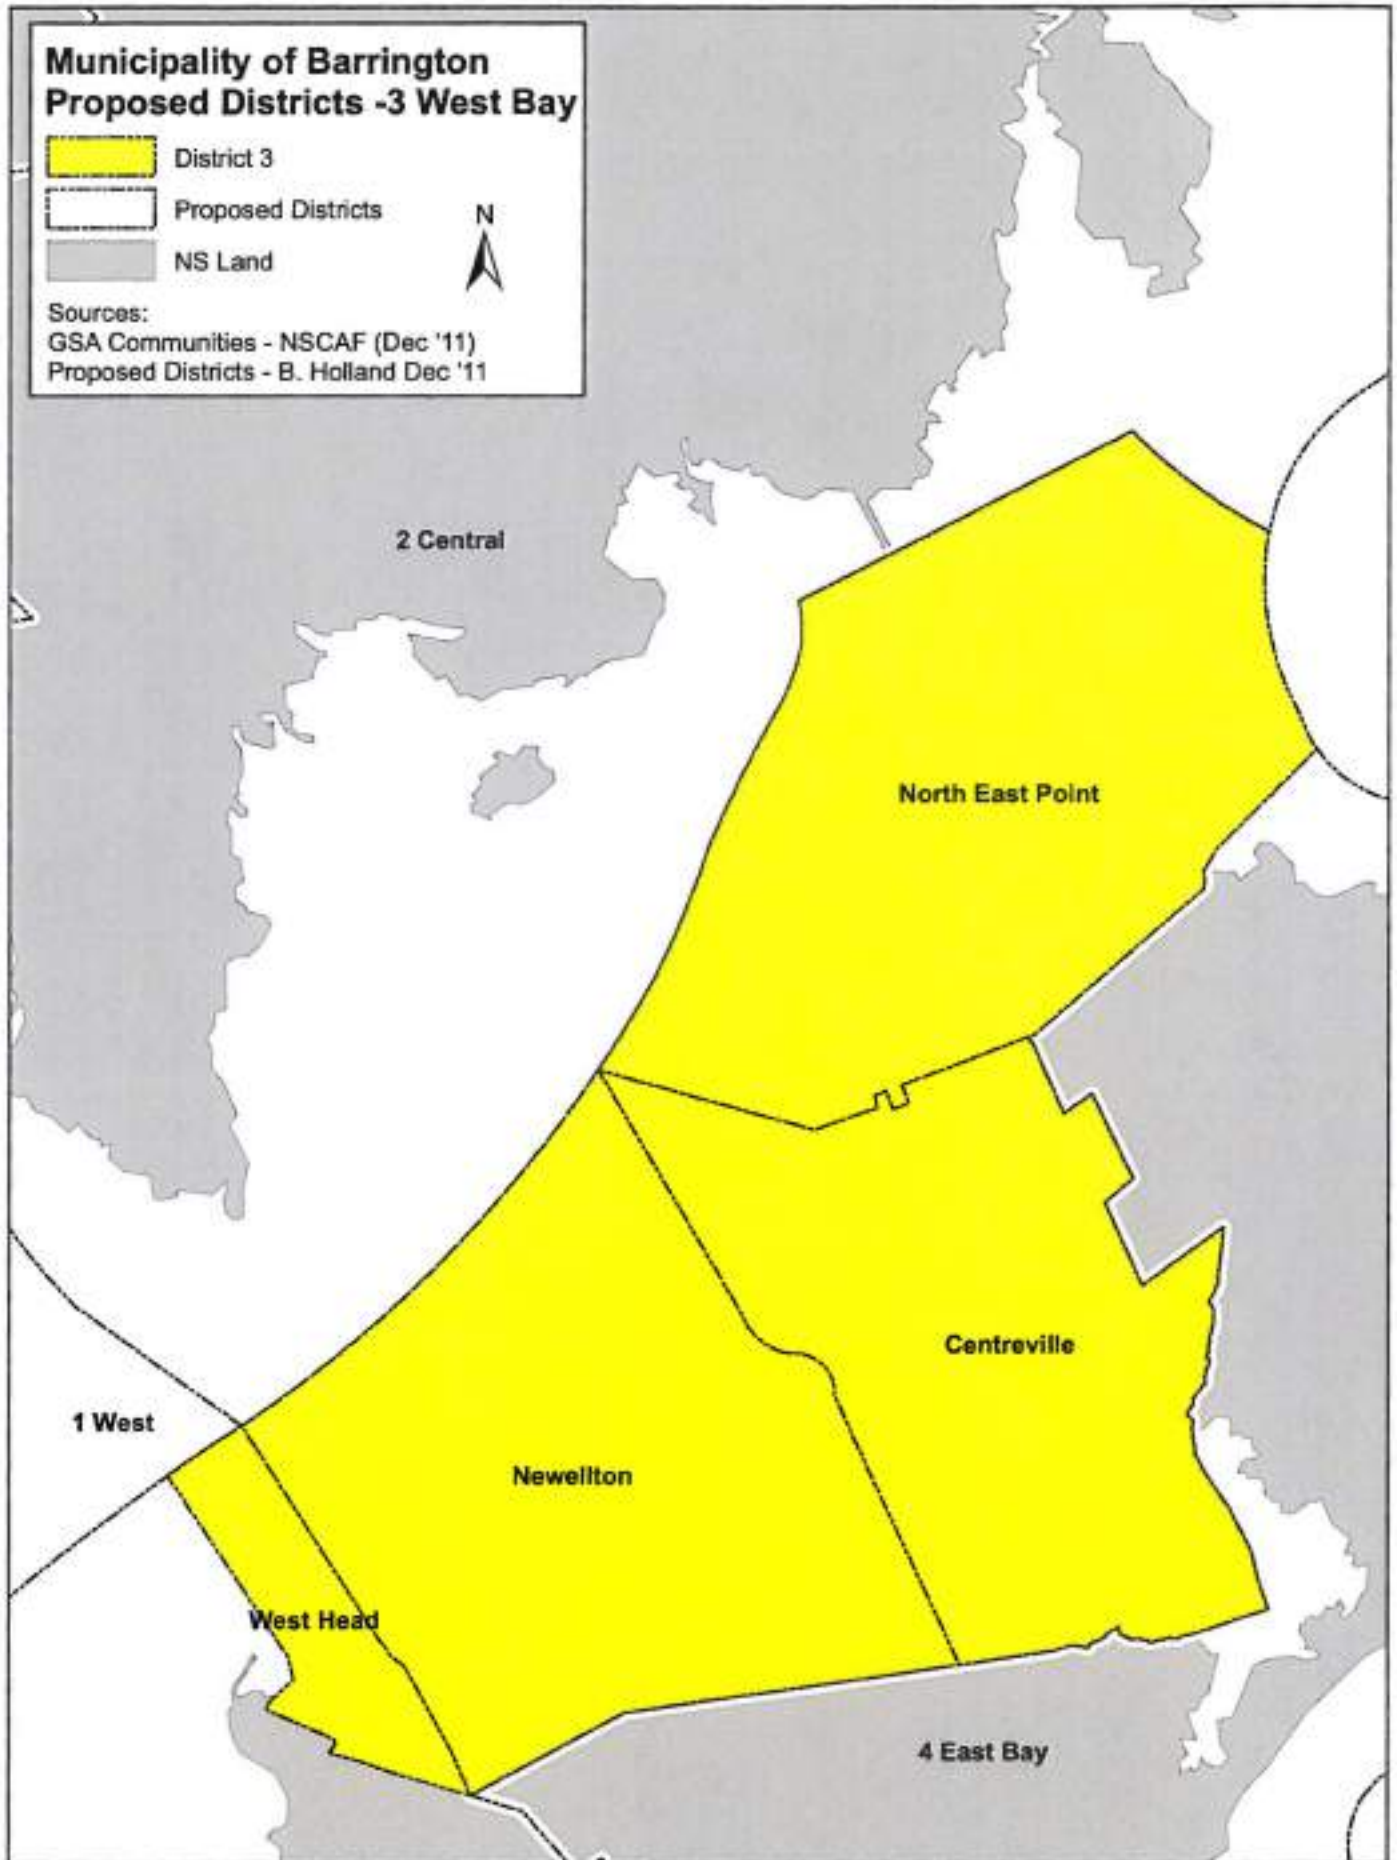 Municipality of Barrington
Proposed Districts -3 West Bay
District 3
Proposed Districts
NS Land
N
Sources:
GSA Communities - NSCAF (Dec '11)
Proposed Districts - B. Holland Dec '11
2 Central
North East Point
Centreville
1 West
Newellton
West Head
4 East Bay